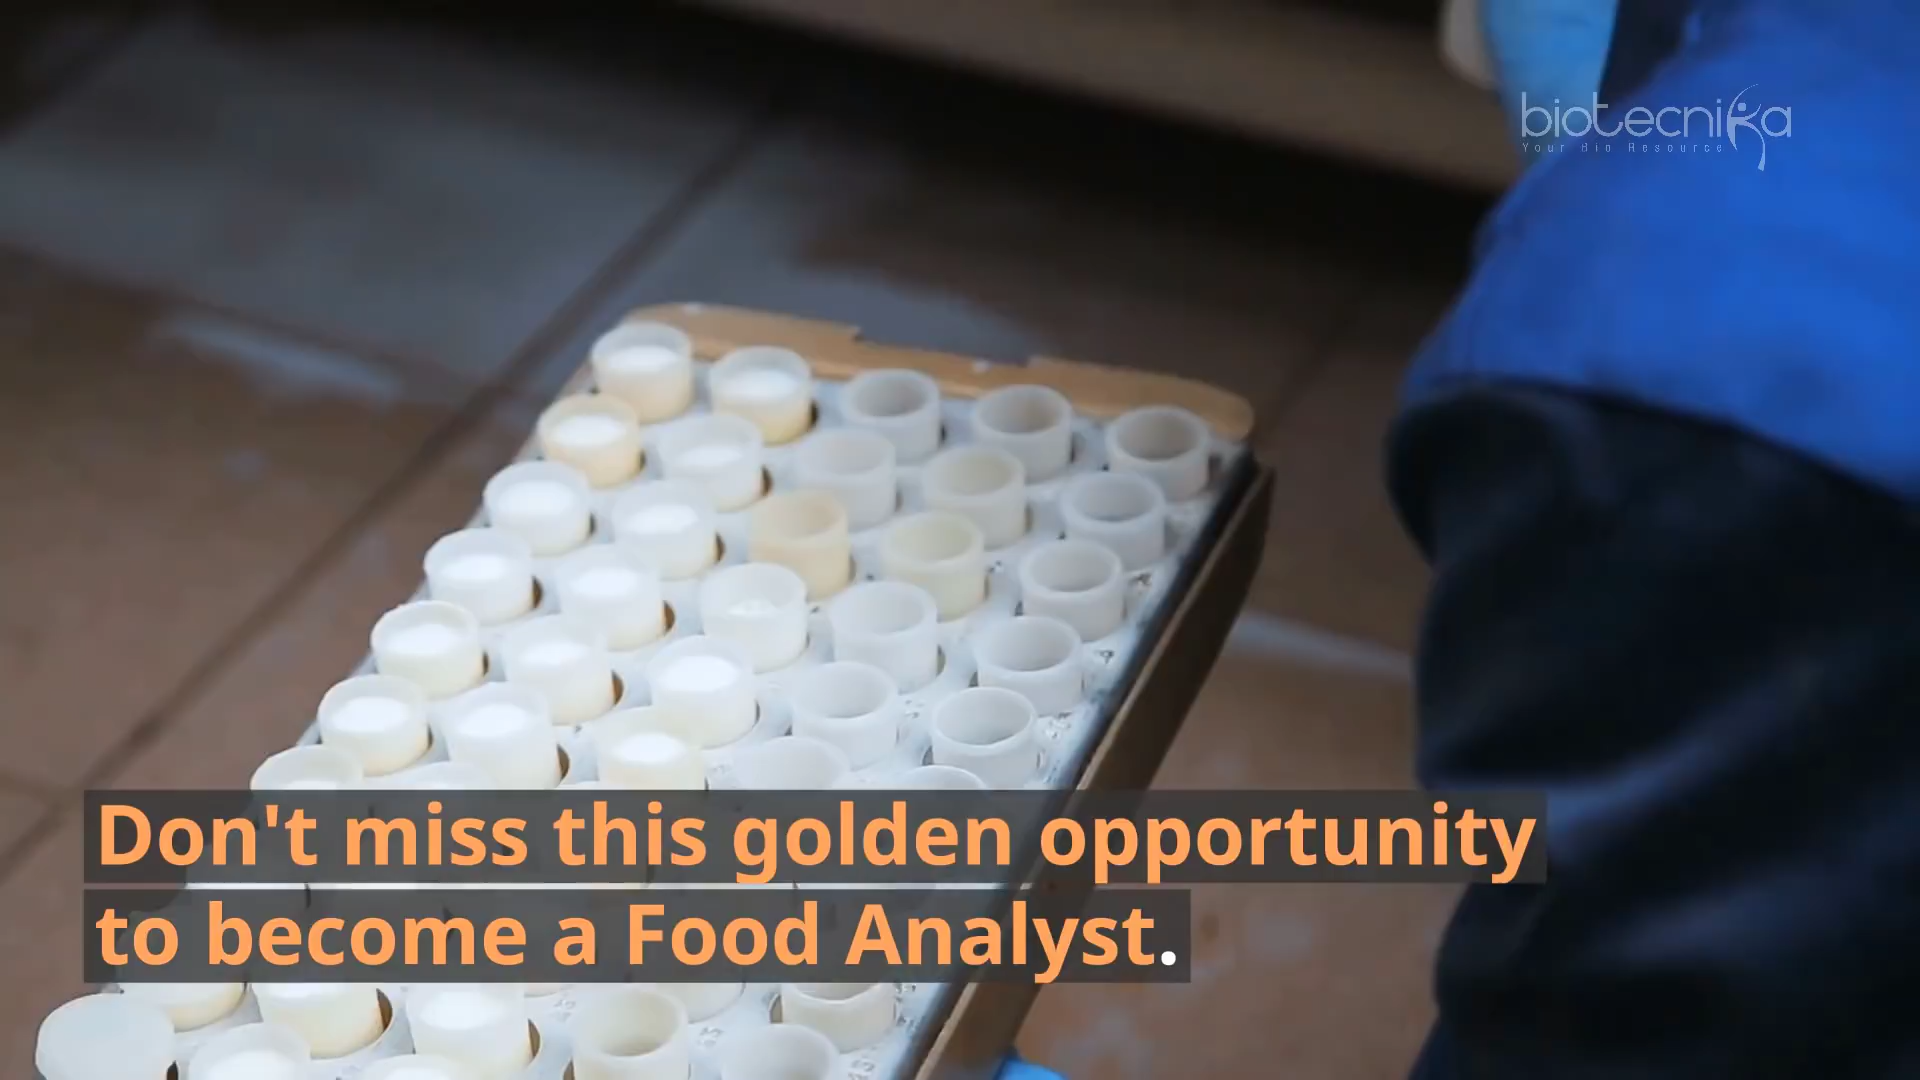 biotecnika
Your Bio Resource
Don't miss this golden opportunity
to become a Food Analyst.